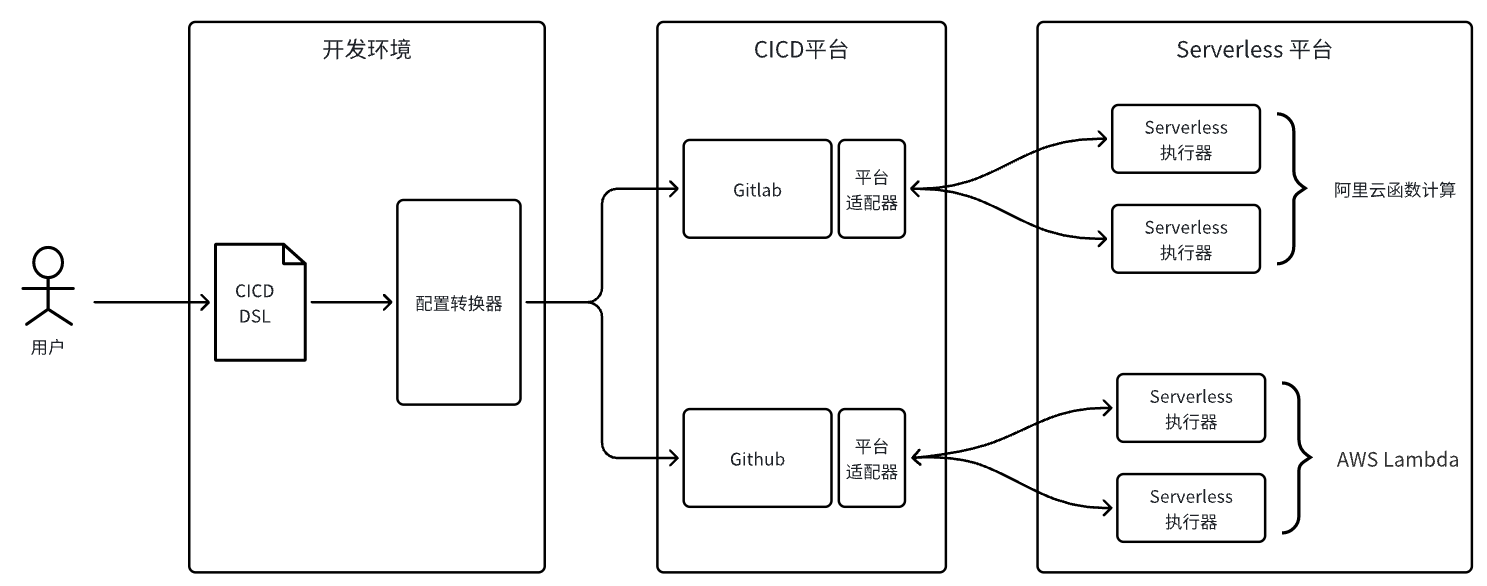 开发环境
CICD平台
Serverless 平台
用户
CICD
DSL
配置转换器
Gitlab
平台
适配器
Serverless
执行器
Serverless
执行器
阿里云函数计算
Github
平台
适配器
Serverless
执行器
Serverless
执行器
AWS Lambda